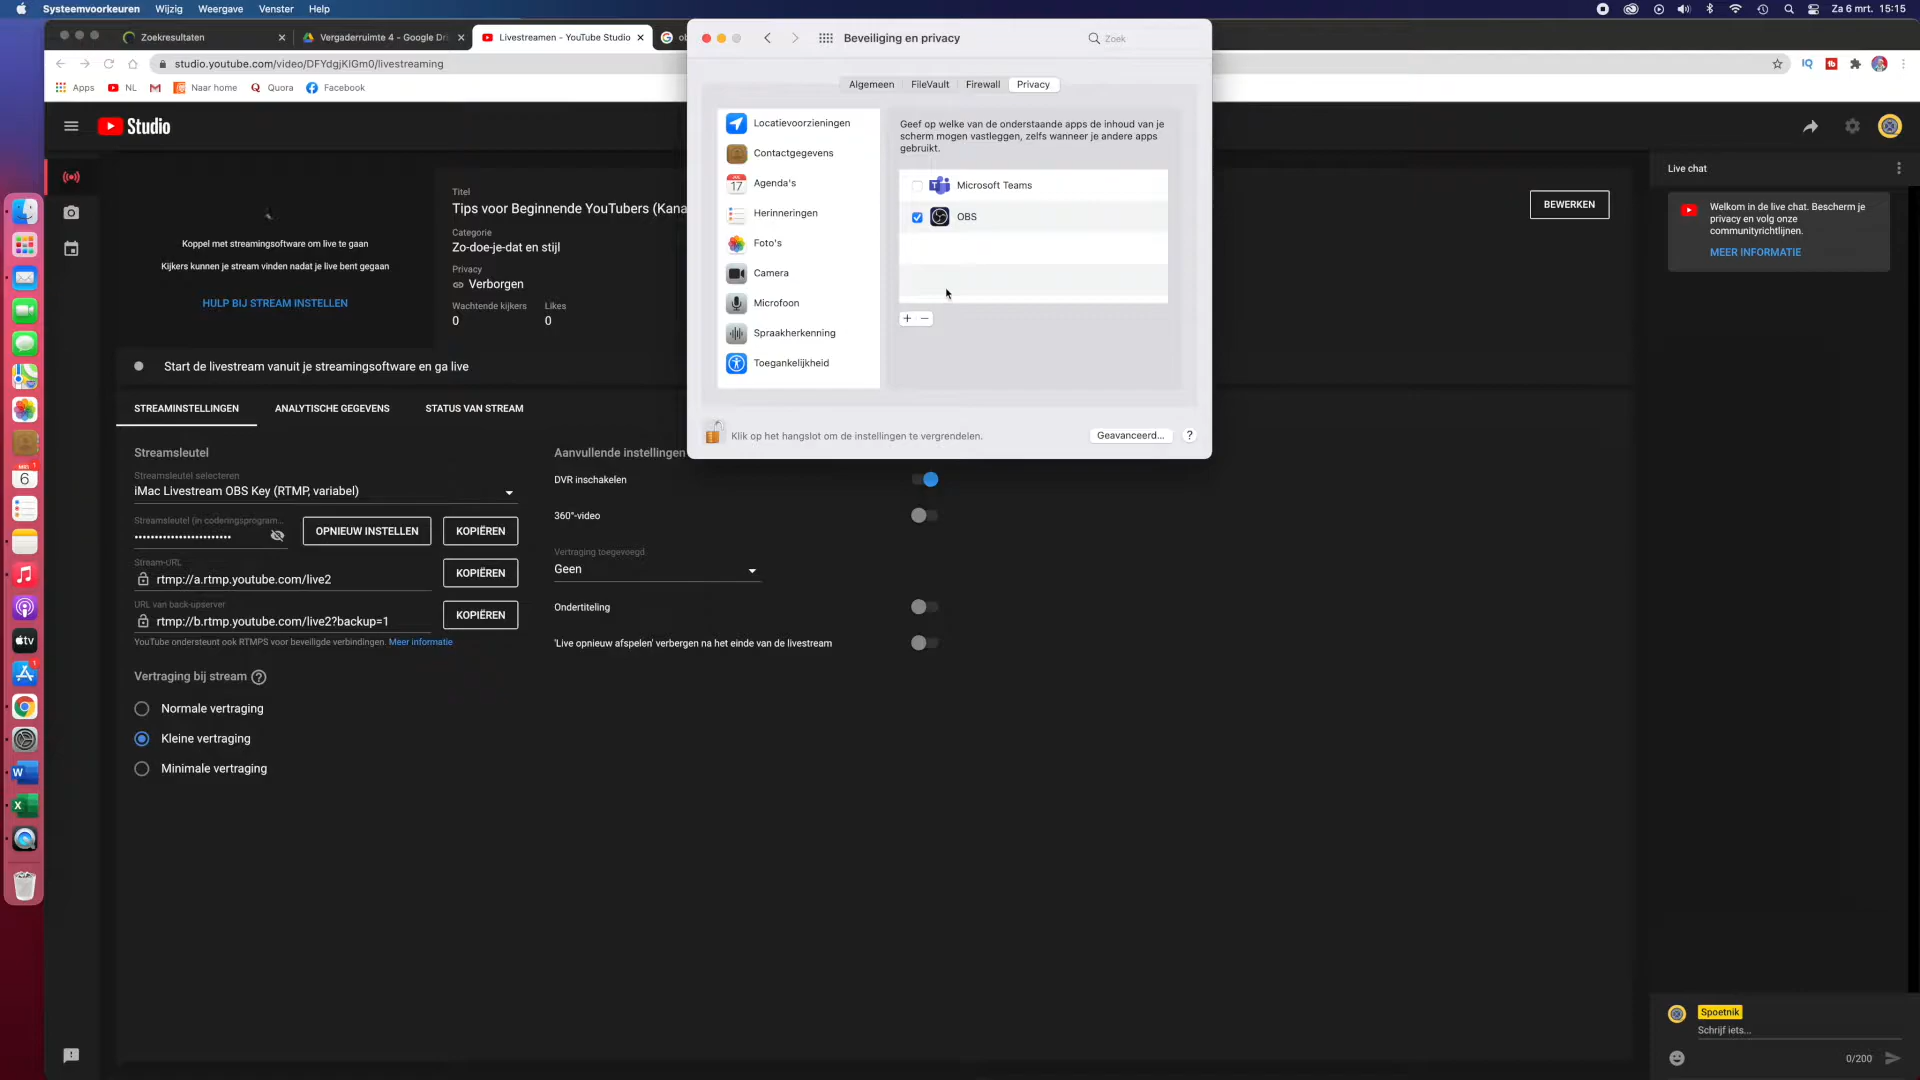 Systeemvoorkeuren Wijzig Weergave Venster Help
Za 6 mrt. 15:15
Zoekresultaten
Vergaderruimte 4 - Google Dri
Livestreamen - YouTube Studio
ob
studio.youtube.com/video/DFYdgjKlGm0/livestreaming
Apps
NL
Naar home
Quora
Facebook
Studio
Koppel met streamingsoftware om live te gaan
Kijkers kunnen je stream vinden nadat je live bent gegaan
HULP BIJ STREAM INSTELLEN
Titel
Tips voor Beginnende YouTubers (Kana
Categorie
Zo-doe-je-dat en stijl
Privacy
Verborgen
Wachtende kijkers
Likes
0
0
Start de livestream vanuit je streamingsoftware en ga live
STREAMINSTELLINGEN
ANALYTISCHE GEGEVENS
STATUS VAN STREAM
Streamsleutel
Streamsleutel selecteren
iMac Livestream OBS Key (RTMP, variabel)
Streamsleutel (in coderingsprogram...
OPNIEUW INSTELLEN
KOPIËREN
Stream-URL
rtmp://a.rtmp.youtube.com/live2
KOPIËREN
URL van back-upserver
rtmp://b.rtmp.youtube.com/live2?backup=1
KOPIËREN
YouTube ondersteunt ook RTMPS voor beveiligde verbindingen. Meer informatie
Vertraging bij stream
Normale vertraging
Kleine vertraging
Minimale vertraging
Aanvullende instellingen
DVR inschakelen
360°-video
Vertraging toegevoegd
Geen
Ondertiteling
'Live opnieuw afspelen' verbergen na het einde van de livestream
Beveiliging en privacy
Zoek
Algemeen
FileVault
Firewall
Privacy
Locatievoorzieningen
Contactgegevens
Agenda's
Herinneringen
Foto's
Camera
Microfoon
Spraakherkenning
Toegankelijkheid
Geef op welke van de onderstaande apps de inhoud van je
scherm mogen vastleggen, zelfs wanneer je andere apps
gebruikt.
Microsoft Teams
OBS
Klik op het hangslot om de instellingen te vergrendelen.
Geavanceerd...
?
BEWERKEN
Live chat
Welkom in de live chat. Bescherm je
privacy en volg onze
communityrichtlijnen.
MEER INFORMATIE
Spoetnik
Schrijf iets...
0/200